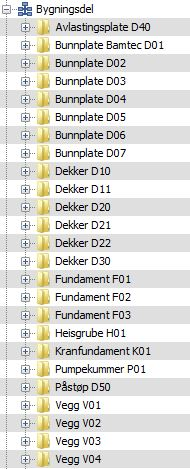 Bygningsdel
Avlastingsplate D40
Bunnplate Bamtec D01
Bunnplate D02
Bunnplate D03
Bunnplate D04
Bunnplate D05
Bunnplate D06
Bunnplate D07
Dekker D10
Dekker D11
Dekker D20
Dekker D21
Dekker D22
Dekker D30
Fundament F01
Fundament F02
Fundament F03
Heisgrube H01
Kranfundament K01
Pumpekummer P01
Påstøp D50
Vegg V01
Vegg V02
Vegg V03
Vegg V04